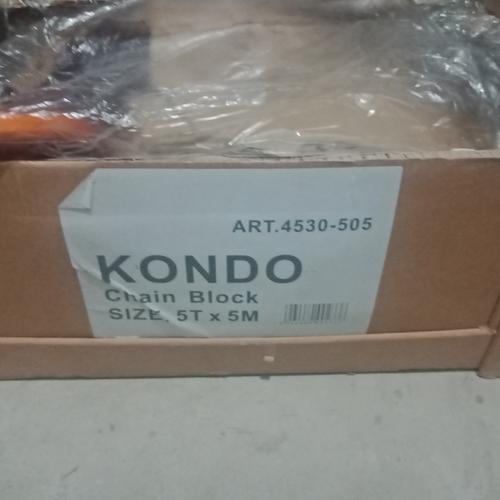 ART.4530-505
KONDO
Chain Block
SIZE. 5T x 5M